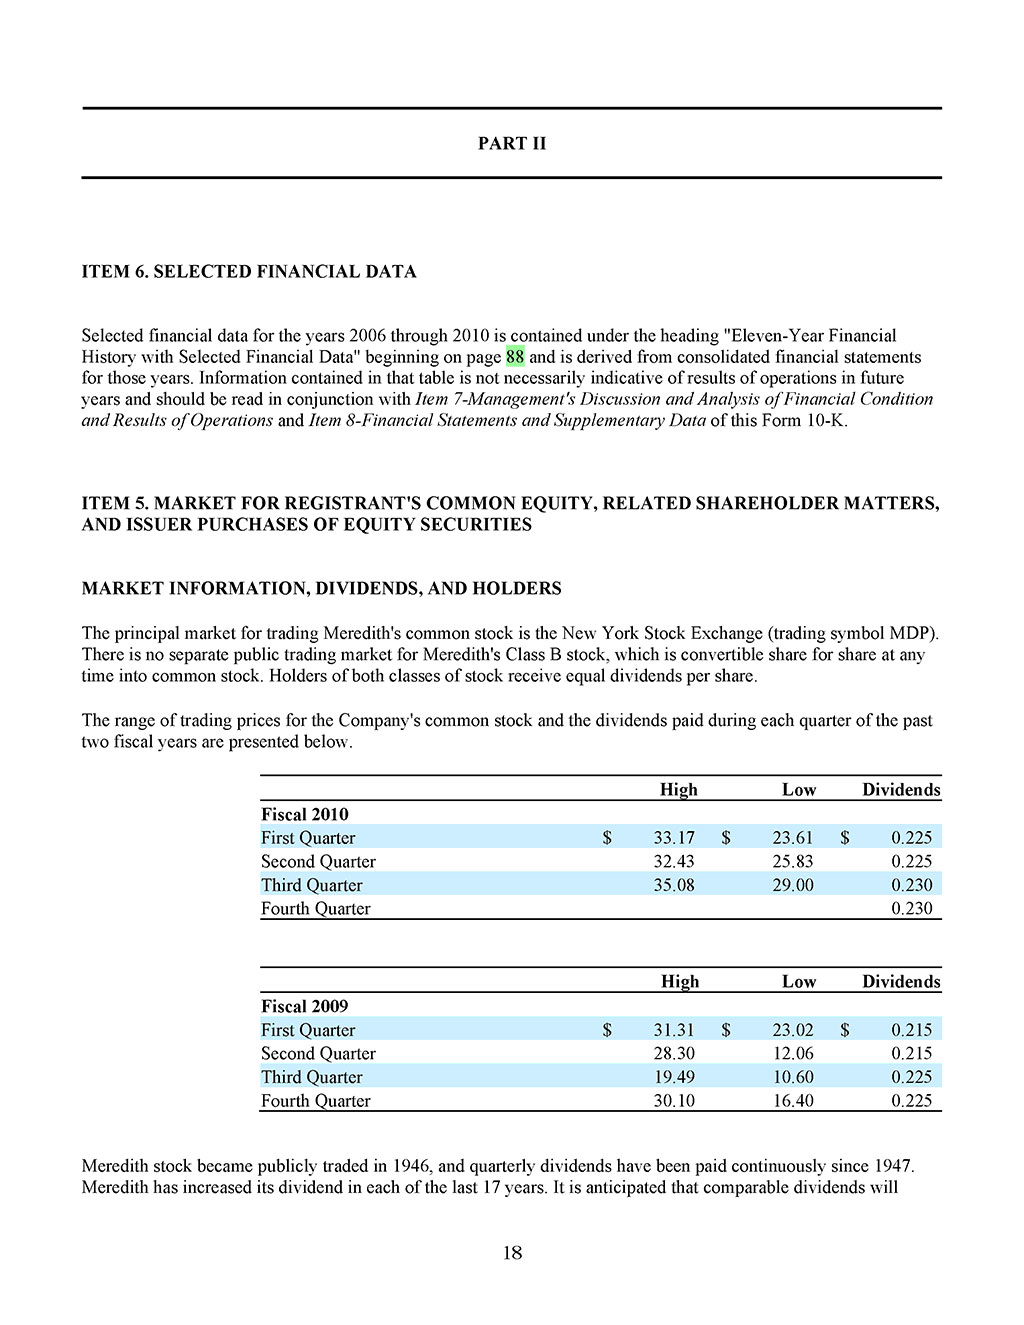 PART II
ITEM 6. SELECTED FINANCIAL DATA
Selected financial data for the years 2006 through 2010 is contained under the heading "Eleven-Year Financial
History with Selected Financial Data" beginning on page 88 and is derived from consolidated financial statements
for those years. Information contained in that table is not necessarily indicative of results of operations in future
years and should be read in conjunction with Item 7-Management's Discussion and Analysis of Financial Condition
and Results of Operations and Item 8-Financial Statements and Supplementary Data of this Form 10-K.
ITEM 5. MARKET FOR REGISTRANT'S COMMON EQUITY, RELATED SHAREHOLDER MATTERS,
AND ISSUER PURCHASES OF EQUITY SECURITIES
MARKET INFORMATION, DIVIDENDS, AND HOLDERS
The principal market for trading Meredith's common stock is the New York Stock Exchange (trading symbol MDP).
There is no separate public trading market for Meredith's Class B stock, which is convertible share for share at any
time into common stock. Holders of both classes of stock receive equal dividends per share.
The range of trading prices for the Company's common stock and the dividends paid during each quarter of the past
two fiscal years are presented below.
High Low Dividends
Fiscal 2010
First Quarter $ 33.17 $ 23.61 $ 0.225
Second Quarter 32.43 25.83 0.225
Third Quarter 35.08 29.00 0.230
Fourth Quarter 0.230
High Low Dividends
Fiscal 2009
First Quarter $ 31.31 $ 23.02 $ 0.215
Second Quarter 28.30 12.06 0.215
Third Quarter 19.49 10.60 0.225
Fourth Quarter 30.10 16.40 0.225
Meredith stock became publicly traded in 1946, and quarterly dividends have been paid continuously since 1947.
Meredith has increased its dividend in each of the last 17 years. It is anticipated that comparable dividends will
18